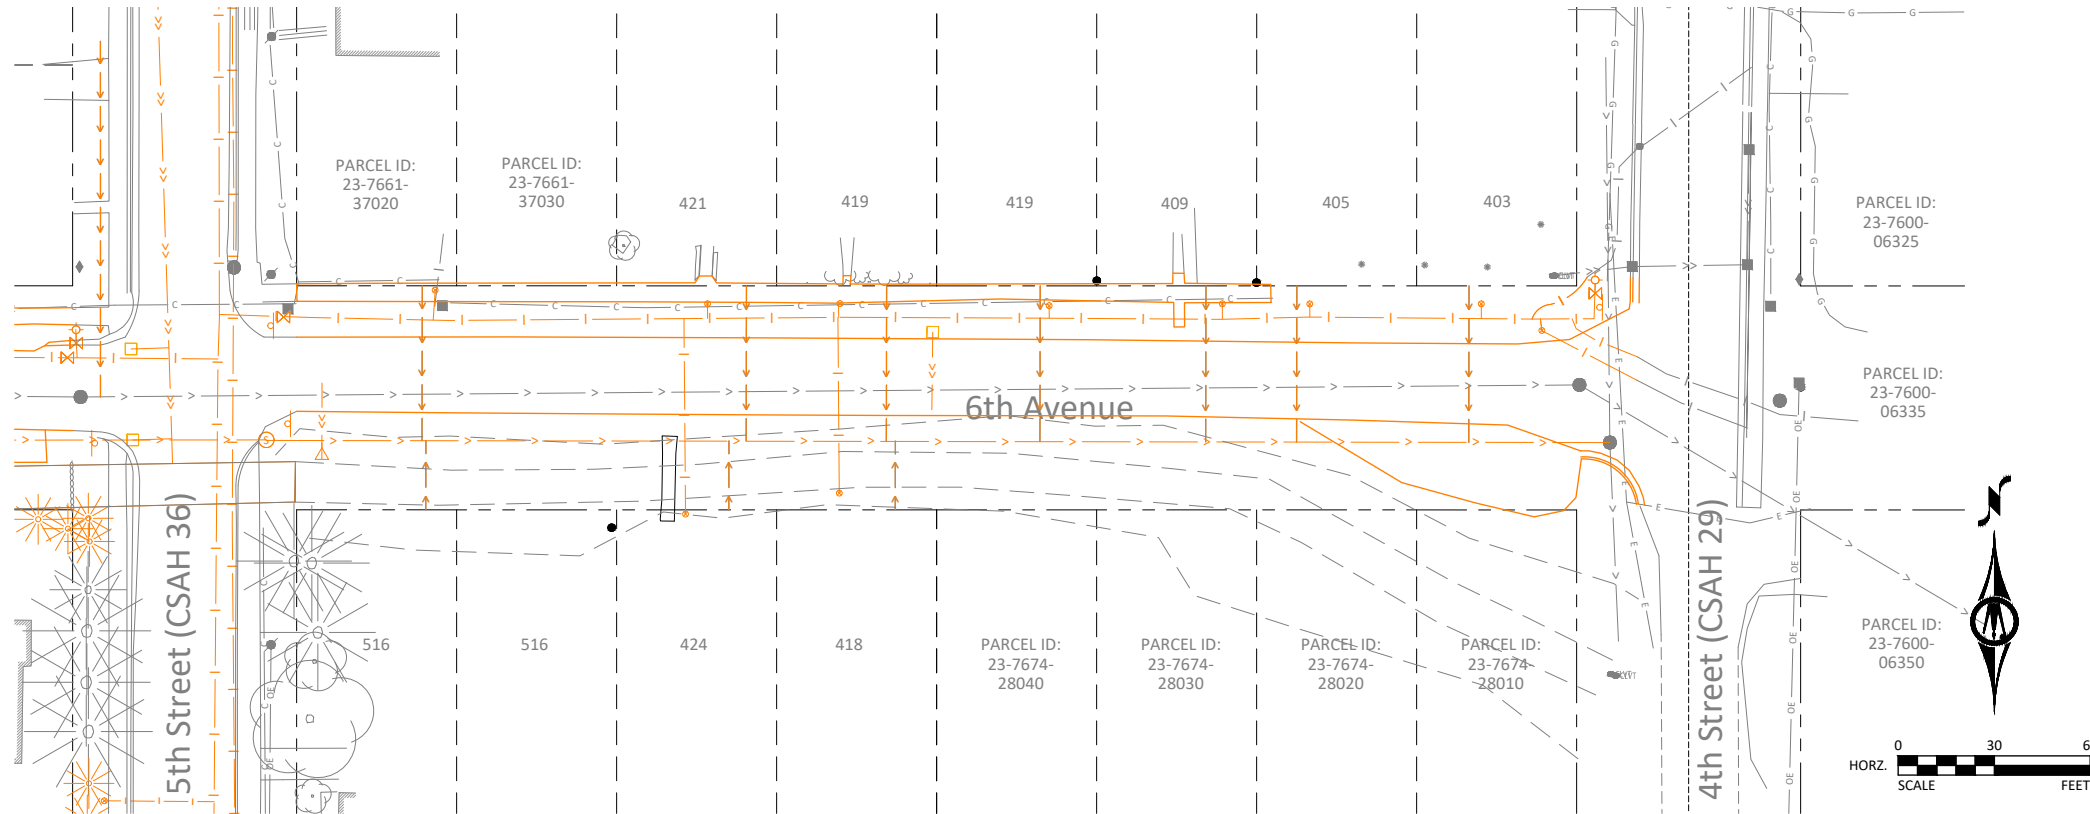 PARCEL ID:
23-7661-
37020
PARCEL ID:
23-7661-
37030
421
419
419
409
405
403
PARCEL ID:
23-7600-
06325
6th Avenue
PARCEL ID:
23-7600-
06335
5th Street (CSAH 36)
4th Street (CSAH 29)
516
516
424
418
PARCEL ID:
23-7674-
28040
PARCEL ID:
23-7674-
28030
PARCEL ID:
23-7674-
28020
PARCEL ID:
23-7674-
28010
PARCEL ID:
23-7600-
06350
0 30 6
HORZ.
SCALE FEET